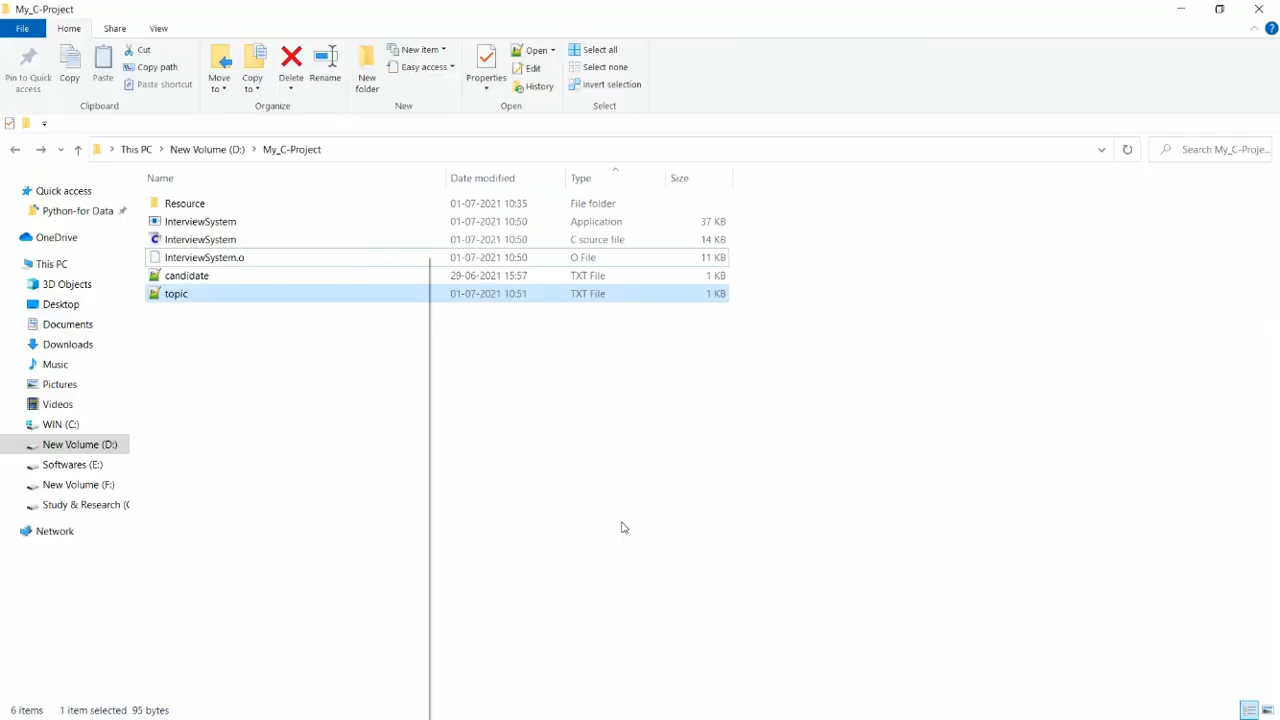 My_C-Project
File Home Share View
Pin to Quick access
Copy
Paste
Cut
Copy path
Paste shortcut
Clipboard
Move to
Copy to
Delete
Rename
Organize
New folder
New item
Easy access
New
Properties
Open
Edit
History
Open
Select all
Select none
Invert selection
Select
This PC > New Volume (D:) > My_C-Project
Search My_C-Proje...
Name Date modified Type Size
Resource 01-07-2021 10:35 File folder
InterviewSystem 01-07-2021 10:50 Application 37 KB
InterviewSystem 01-07-2021 10:50 C source file 14 KB
InterviewSystem.o 01-07-2021 10:50 O File 11 KB
candidate 29-06-2021 15:57 TXT File 1 KB
topic 01-07-2021 10:51 TXT File 1 KB
Quick access
Python-for Data
OneDrive
This PC
3D Objects
Desktop
Documents
Downloads
Music
Pictures
Videos
WIN (C:)
New Volume (D:)
Softwares (E:)
New Volume (F:)
Study & Research (
Network
6 items 1 item selected 95 bytes